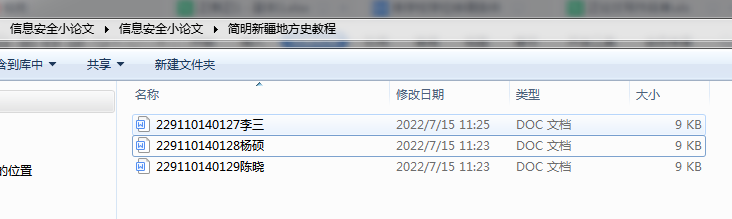 信息安全小论文 ▸ 信息安全小论文 ▸ 简明新疆地方史教程
含到库中 共享 新建文件夹
名称 修改日期 类型 大小
229110140127李三 2022/7/15 11:25 DOC 文档 9 KB
229110140128杨硕 2022/7/15 11:23 DOC 文档 9 KB
229110140129陈晓 2022/7/15 11:23 DOC 文档 9 KB
的位置